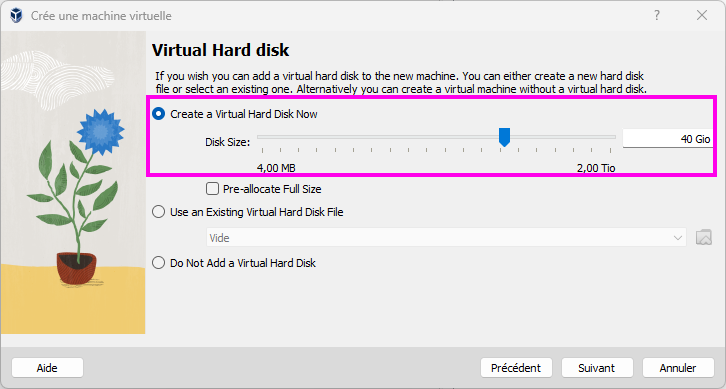 Crée une machine virtuelle
Virtual Hard disk
If you wish you can add a virtual hard disk to the new machine. You can either create a new hard disk
file or select an existing one. Alternatively you can create a virtual machine without a virtual hard disk.
Create a Virtual Hard Disk Now
Disk Size:
40 Gio
4,00 MB
2,00 Tio
Pre-allocate Full Size
Use an Existing Virtual Hard Disk File
Vide
Do Not Add a Virtual Hard Disk
Aide
Précédent
Suivant
Annuler